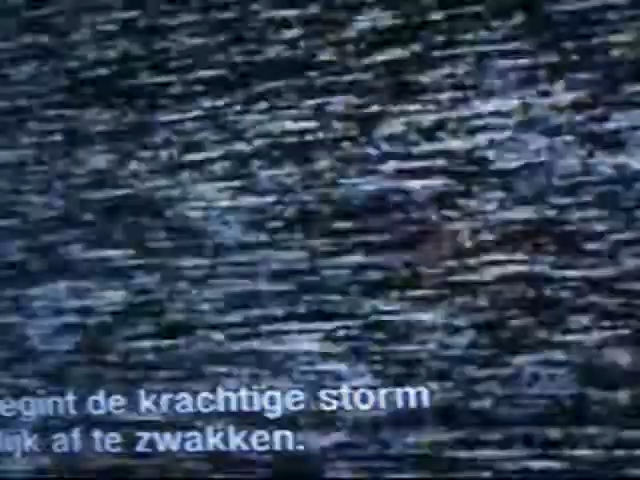 egint de krachtige storm
lijk af te zwakken.